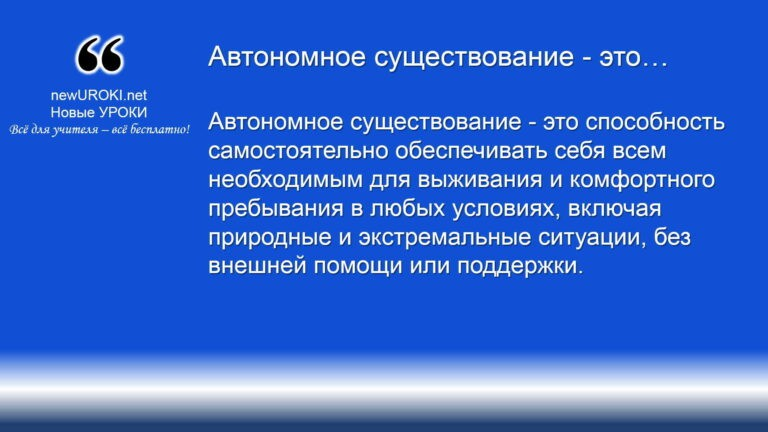 newUROKI.net
Новые УРОКИ
Всё для учителя – всё бесплатно!
Автономное существование - это…
Автономное существование - это способность
самостоятельно обеспечивать себя всем
необходимым для выживания и комфортного
пребывания в любых условиях, включая
природные и экстремальные ситуации, без
внешней помощи или поддержки.